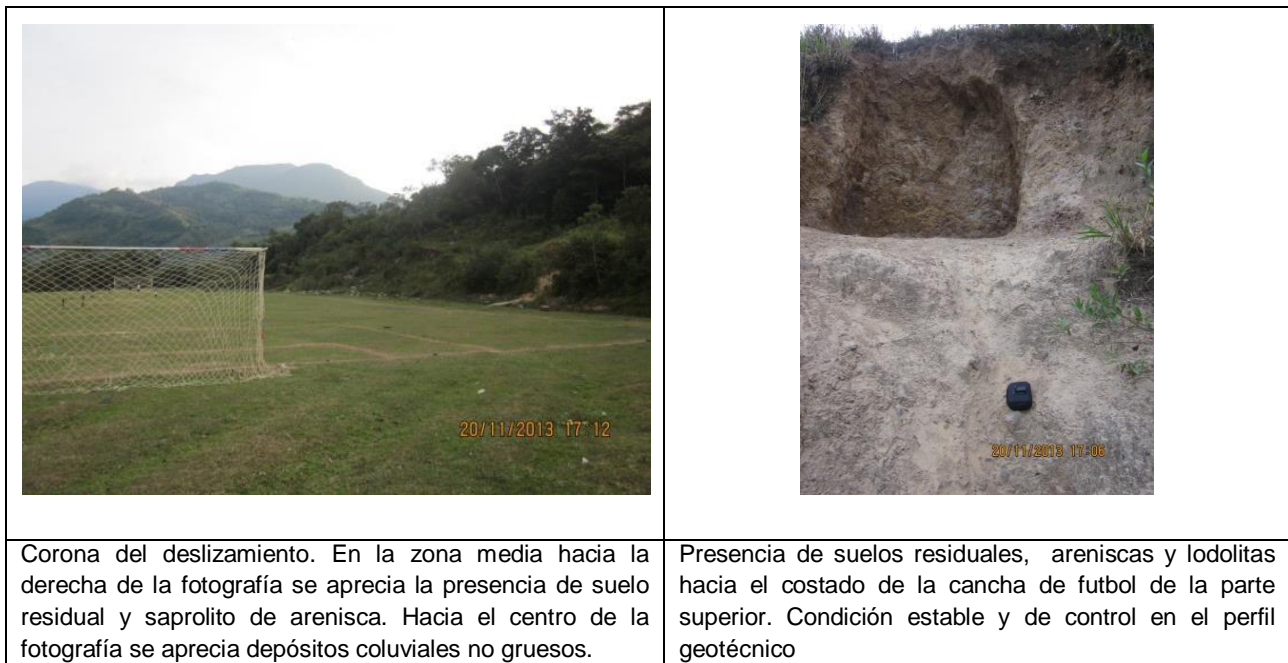 20/11/2013 17:12
20/11/2013 17:06
Corona del deslizamiento. En la zona media hacia la
derecha de la fotografía se aprecia la presencia de suelo
residual y saprolito de arenisca. Hacia el centro de la
fotografía se aprecia depósitos coluviales no gruesos.
Presencia de suelos residuales, areniscas y lodolitas
hacia el costado de la cancha de futbol de la parte
superior. Condición estable y de control en el perfil
geotécnico